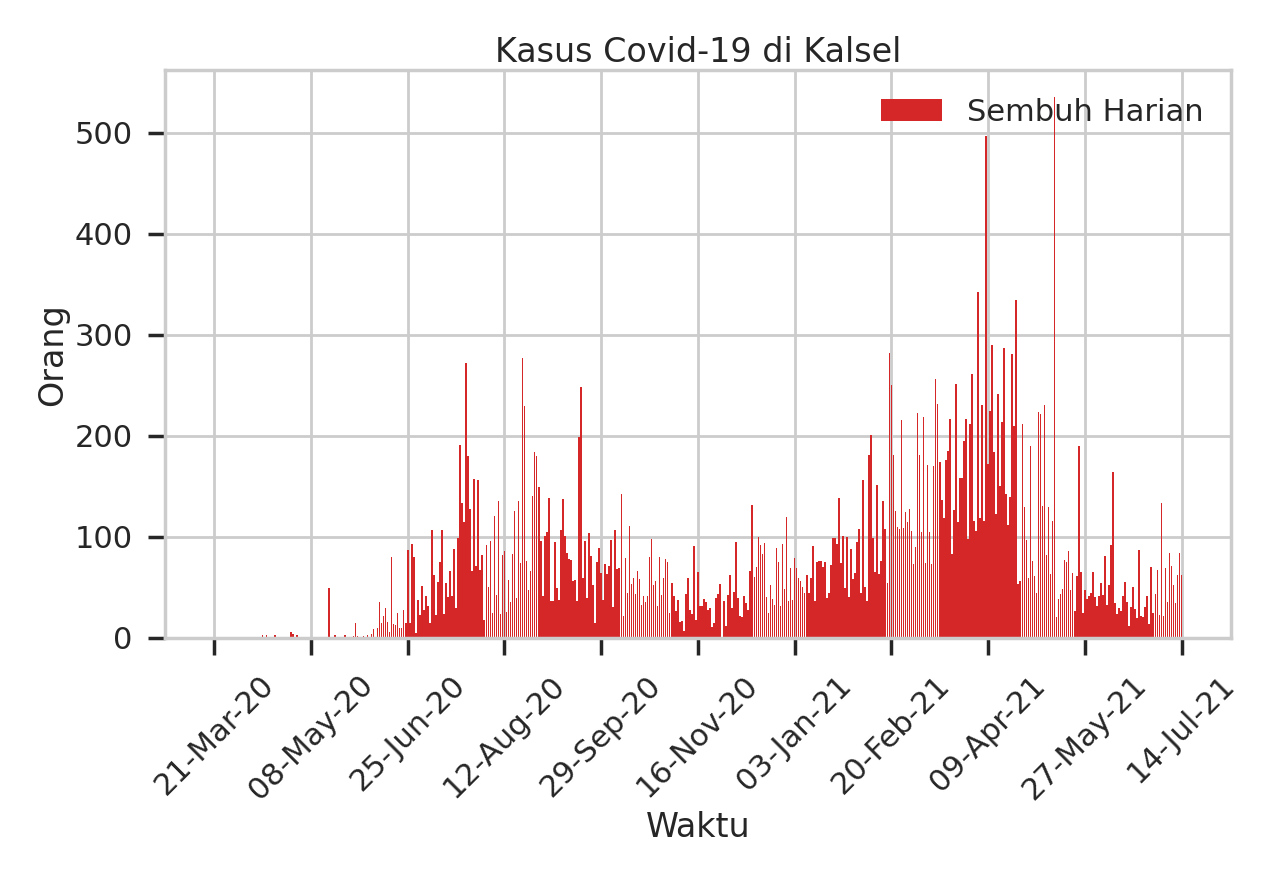 Kasus Covid-19 di Kalsel
Sembuh Harian
Orang
500
400
300
200
100
0
21-Mar-20
08-May-20
25-Jun-20
12-Aug-20
29-Sep-20
16-Nov-20
03-Jan-21
20-Feb-21
09-Apr-21
27-May-21
14-Jul-21
Waktu